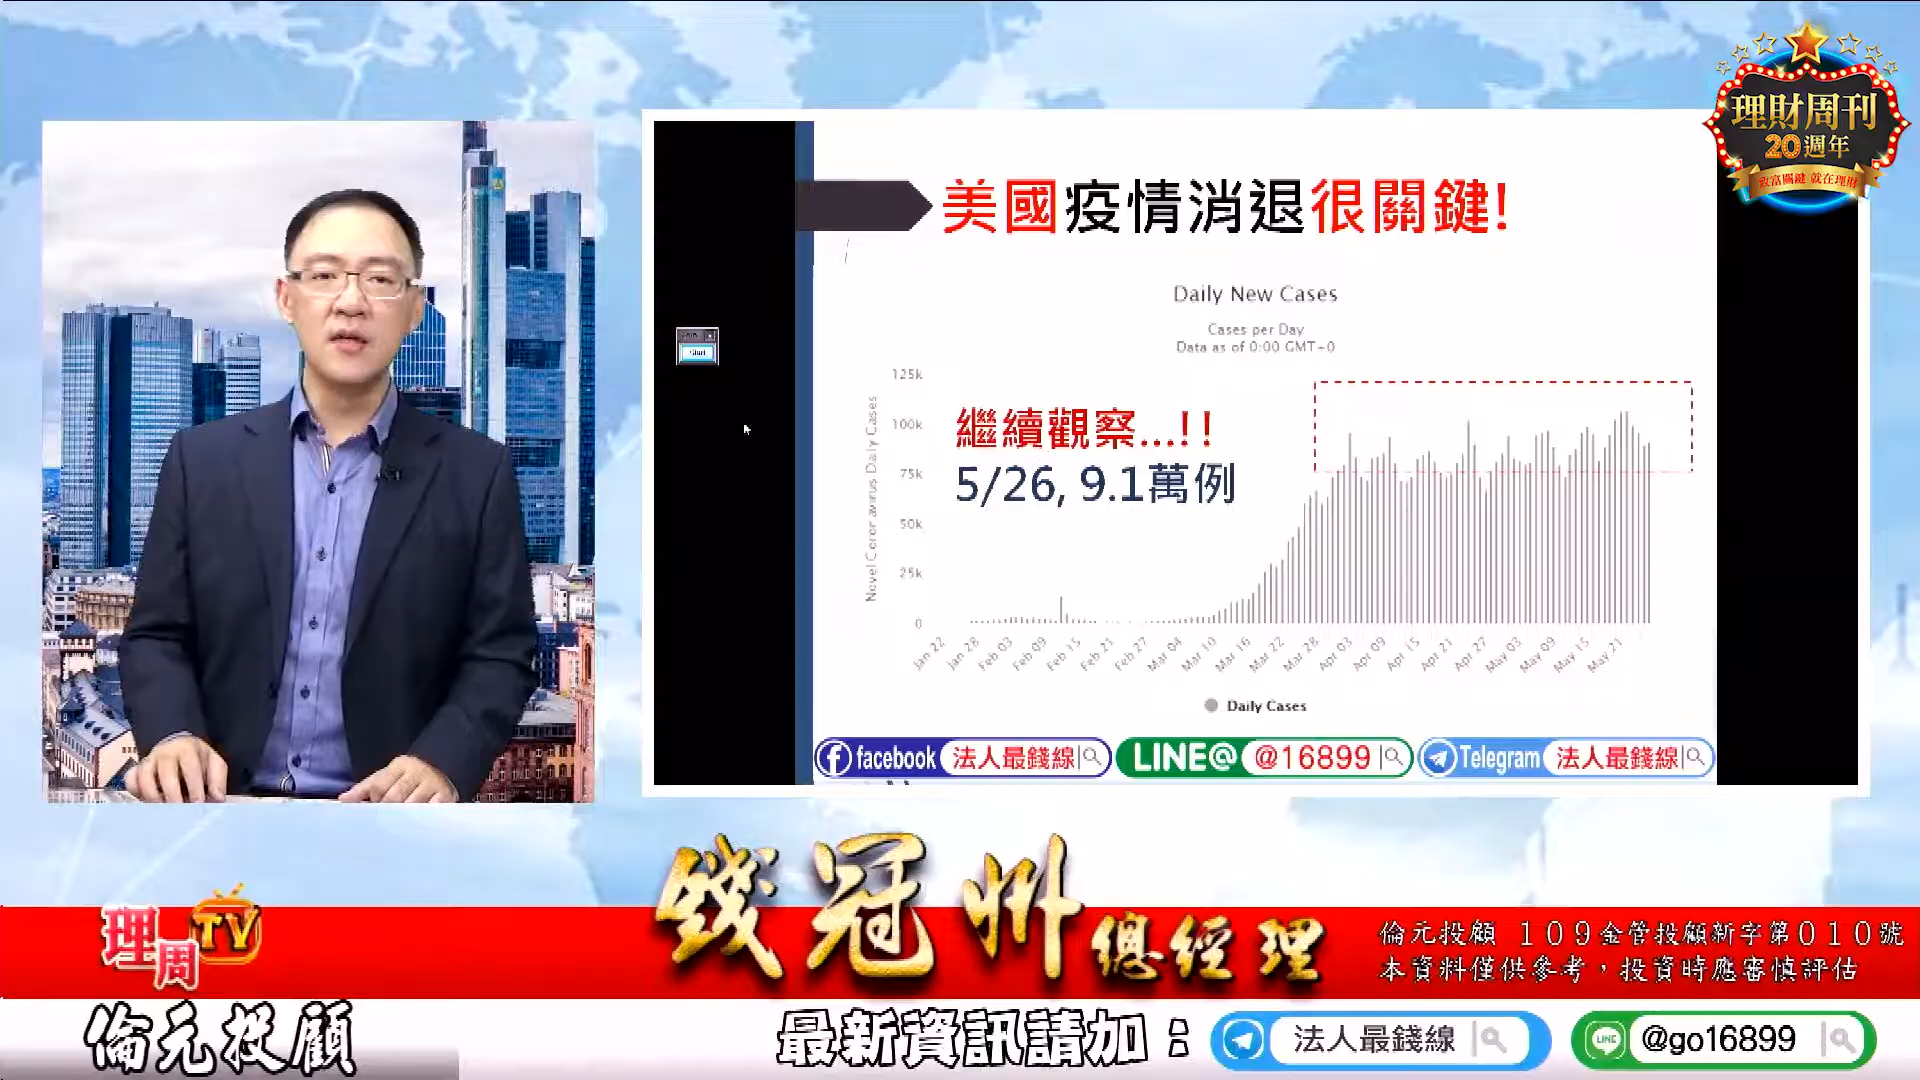 理財周刊
20週年
致富關鍵 就在理財
美國疫情消退很關鍵!
Daily New Cases
Cases per Day
Data as of 0:00 GMT+0
Novel Coronavirus Daily Cases
125k
100k
75k
50k
25k
0
繼續觀察...!!
5/26, 9.1萬例
Jan 22
Jan 28
Feb 03
Feb 09
Feb 15
Feb 21
Feb 27
Mar 04
Mar 10
Mar 16
Mar 22
Mar 28
Apr 03
Apr 09
Apr 15
Apr 21
Apr 27
May 03
May 09
May 15
May 21
Daily Cases
Start
facebook 法人最錢線
LINE@ @16899
Telegram 法人最錢線
理周TV
錢冠州總經理
倫元投顧 109金管投顧新字第010號
本資料僅供參考，投資時應審慎評估
倫元投顧
最新資訊請加：
法人最錢線
LINE
@go16899